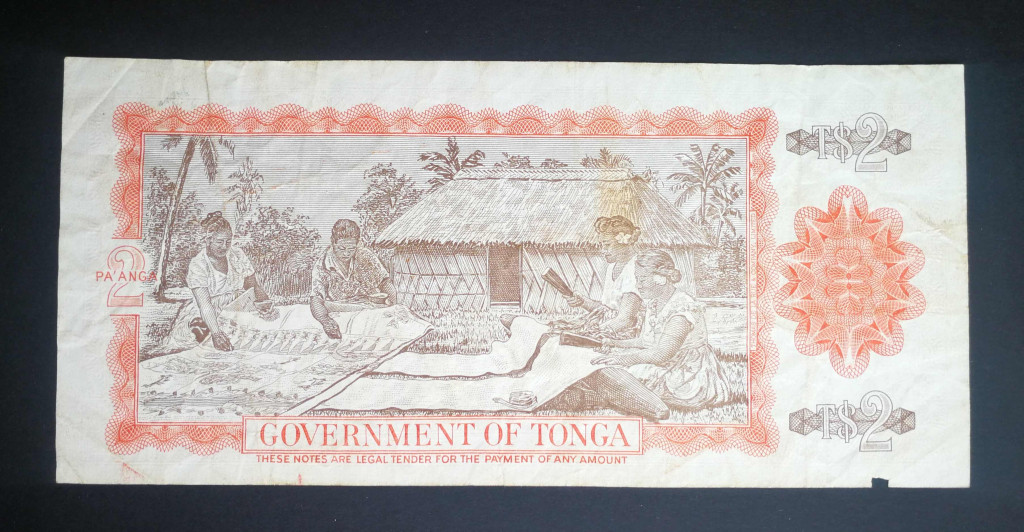 T$2
2
PA'ANGA
T$2
GOVERNMENT OF TONGA
THESE NOTES ARE LEGAL TENDER FOR THE PAYMENT OF ANY AMOUNT